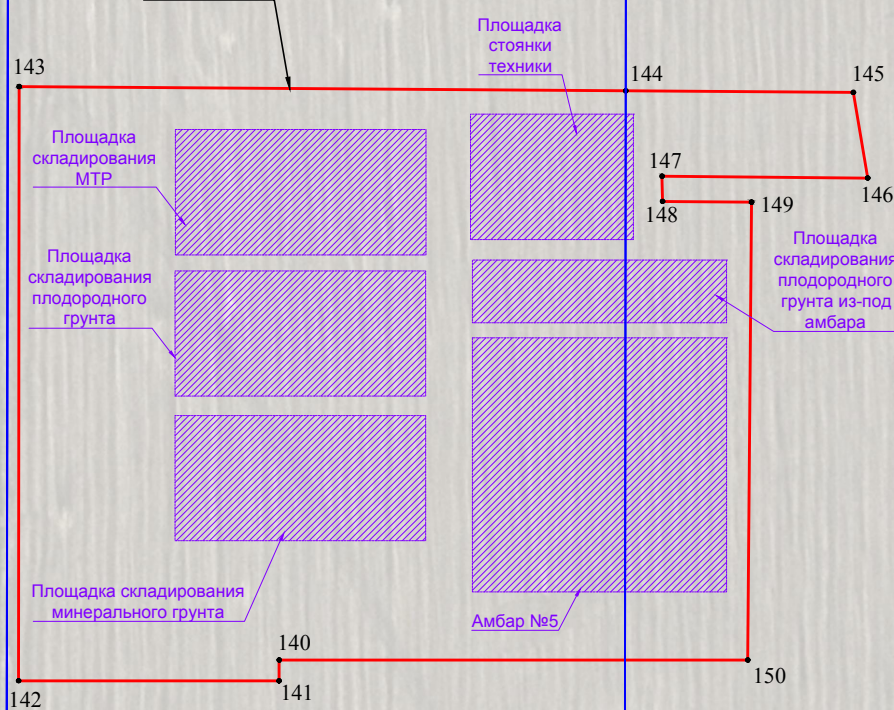 Площадка
стоянки
техники
143
144
145
Площадка
складирования
МТР
147
146
148
149
Площадка
складирования
плодородного
грунта
Площадка
складирования
плодородного
грунта из-под
амбара
Площадка складирования
минерального грунта
Амбар №5
140
150
141
142